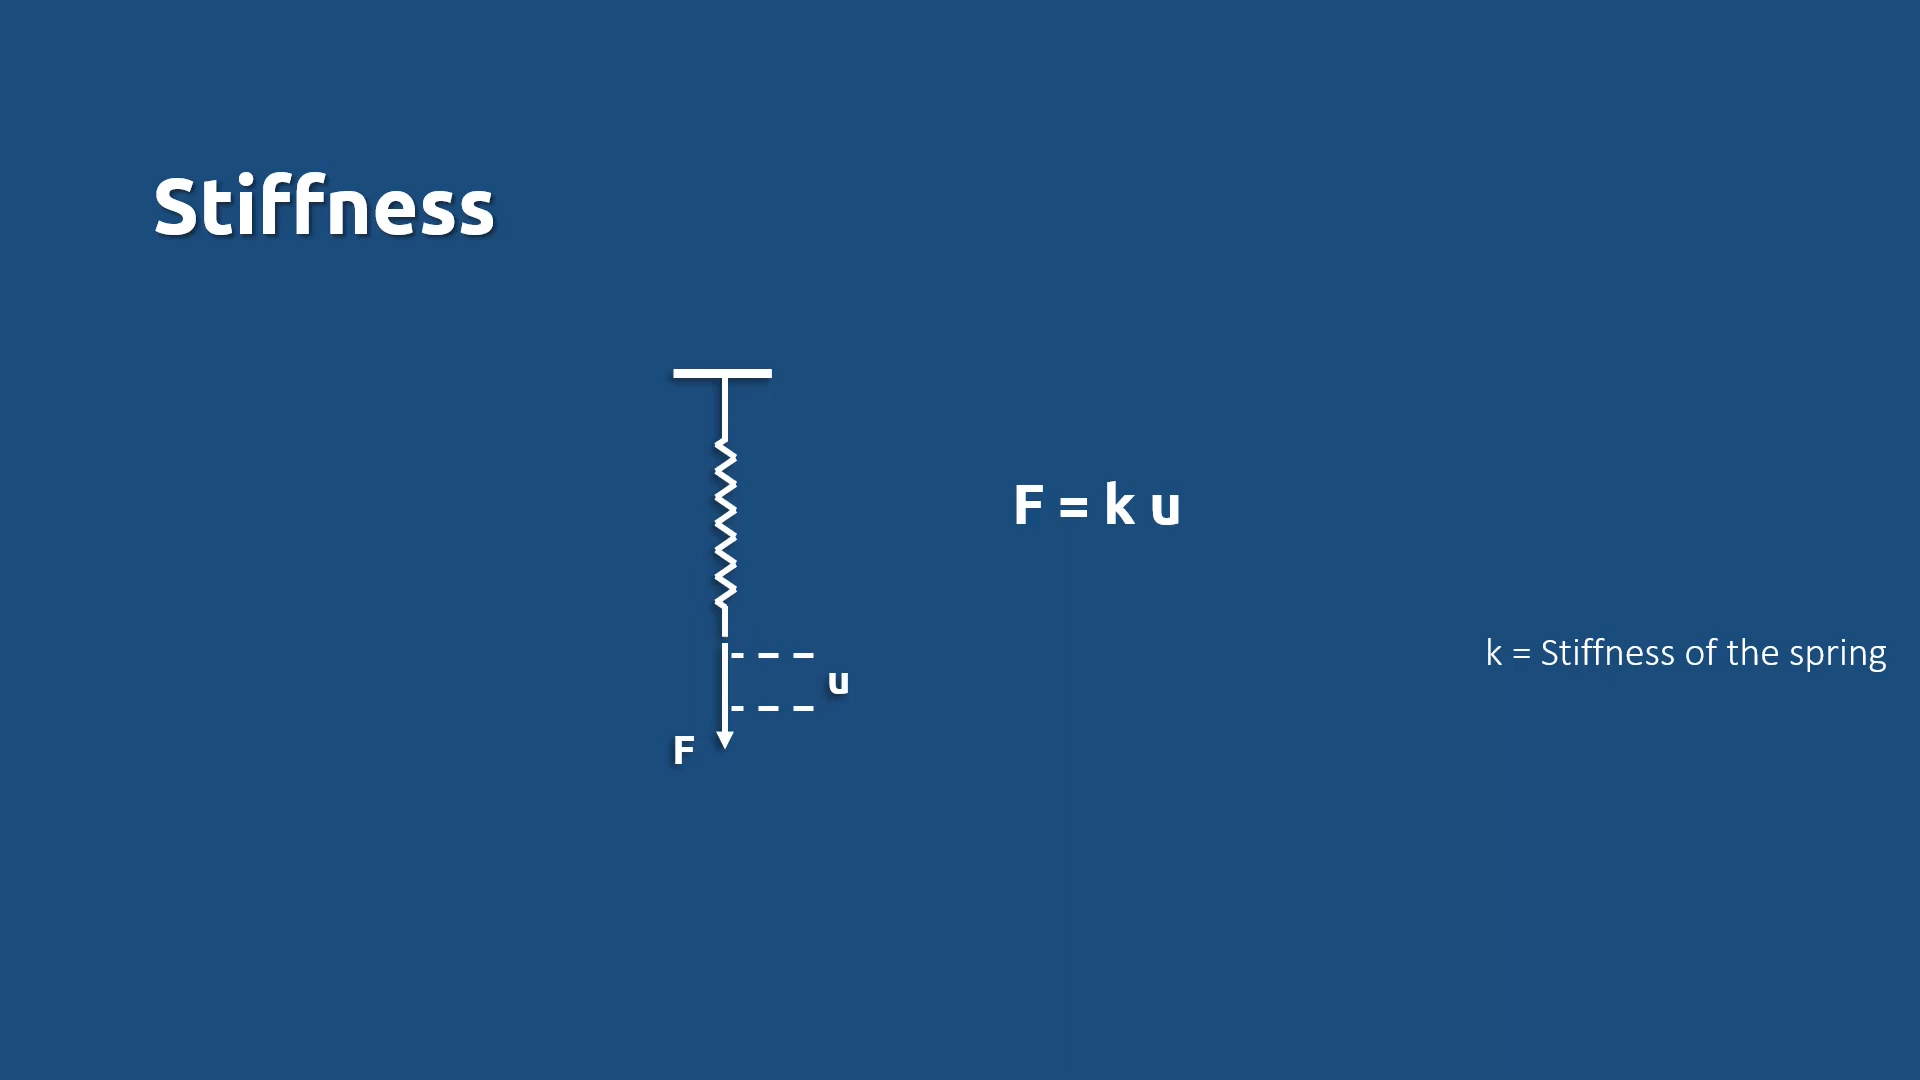 Stiffness
F = k u
k = Stiffness of the spring
u
F